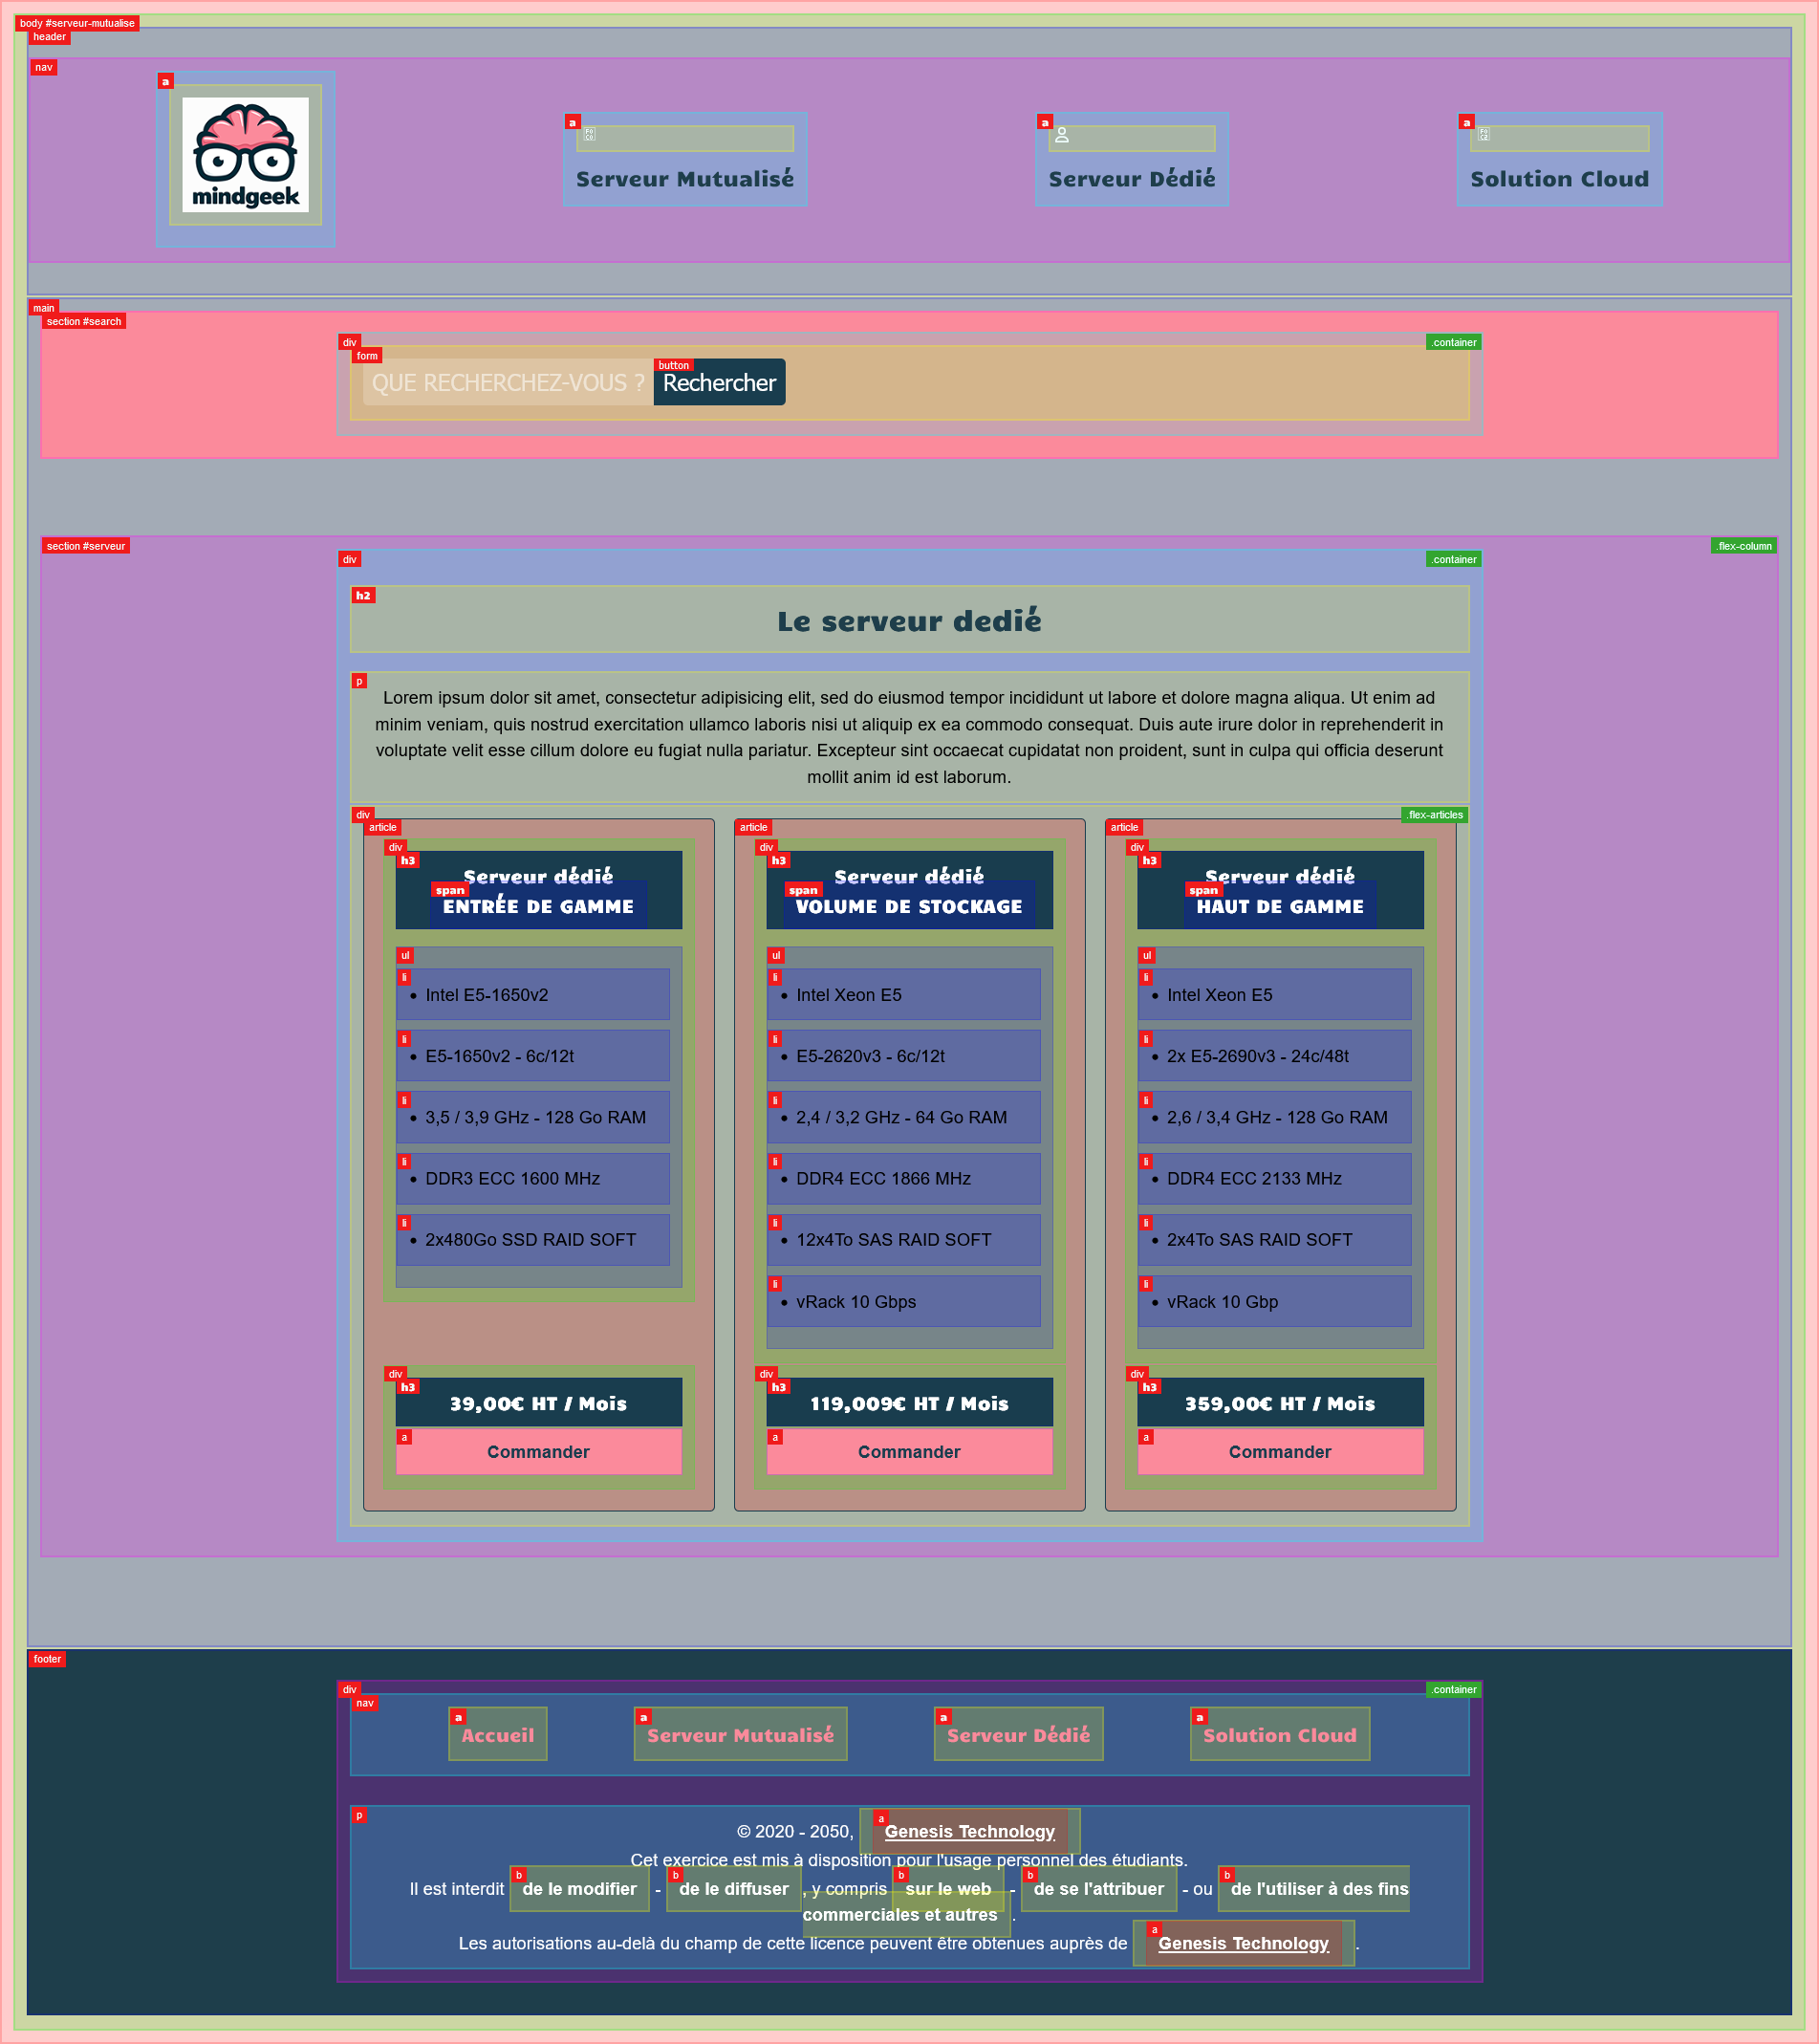 body #serveur-mutualise
header
nav
a
mindgeek
a
Serveur Mutualisé
a
Serveur Dédié
a
Solution Cloud
main
section #search
div
.container
form
QUE RECHERCHEZ-VOUS ?
button
Rechercher
section #serveur
.flex-column
div
.container
h2
Le serveur dedié
p
Lorem ipsum dolor sit amet, consectetur adipisicing elit, sed do eiusmod tempor incididunt ut labore et dolore magna aliqua. Ut enim ad
minim veniam, quis nostrud exercitation ullamco laboris nisi ut aliquip ex ea commodo consequat. Duis aute irure dolor in reprehenderit in
voluptate velit esse cillum dolore eu fugiat nulla pariatur. Excepteur sint occaecat cupidatat non proident, sunt in culpa qui officia deserunt
mollit anim id est laborum.
div
.flex-articles
article
div
h3
Serveur dédié
span
ENTRÉE DE GAMME
ul
li
• Intel E5-1650v2
li
• E5-1650v2 - 6c/12t
li
• 3,5 / 3,9 GHz - 128 Go RAM
li
• DDR3 ECC 1600 MHz
li
• 2x480Go SSD RAID SOFT
div
h3
39,00€ HT / Mois
a
Commander
article
div
h3
Serveur dédié
span
VOLUME DE STOCKAGE
ul
li
• Intel Xeon E5
li
• E5-2620v3 - 6c/12t
li
• 2,4 / 3,2 GHz - 64 Go RAM
li
• DDR4 ECC 1866 MHz
li
• 12x4To SAS RAID SOFT
li
• vRack 10 Gbps
div
h3
119,009€ HT / Mois
a
Commander
article
div
h3
Serveur dédié
span
HAUT DE GAMME
ul
li
• Intel Xeon E5
li
• 2x E5-2690v3 - 24c/48t
li
• 2,6 / 3,4 GHz - 128 Go RAM
li
• DDR4 ECC 2133 MHz
li
• 2x4To SAS RAID SOFT
li
• vRack 10 Gbp
div
h3
359,00€ HT / Mois
a
Commander
footer
div
.container
nav
a
Accueil
a
Serveur Mutualisé
a
Serveur Dédié
a
Solution Cloud
p
a
© 2020 - 2050, Genesis Technology
Cet exercice est mis à disposition pour l'usage personnel des étudiants.
b
b
b
b
b
Il est interdit de le modifier - de le diffuser , y compris sur le web - de se l'attribuer - ou de l'utiliser à des fins
commerciales et autres .
a
Les autorisations au-delà du champ de cette licence peuvent être obtenues auprès de Genesis Technology .